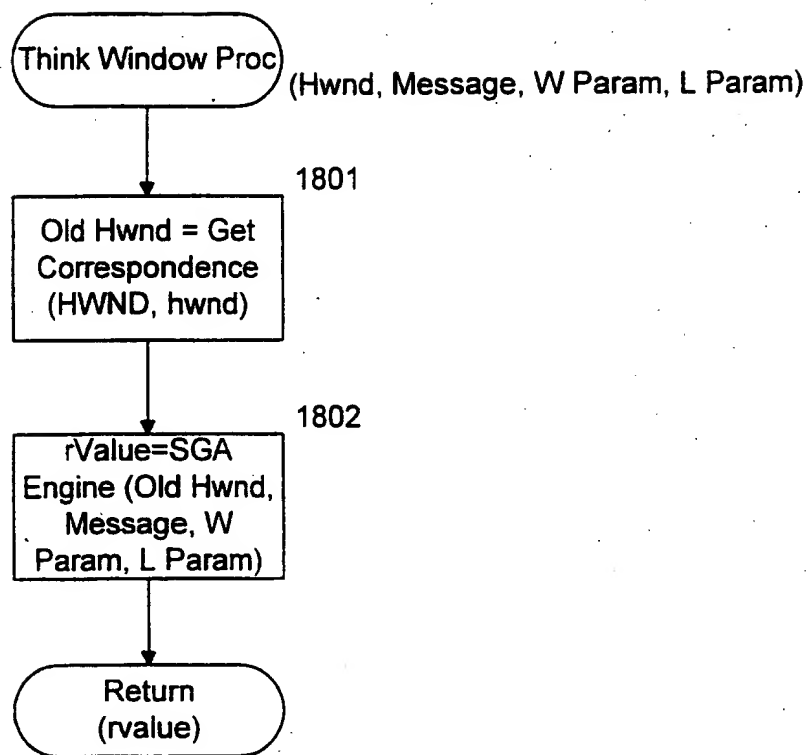 Think Window Proc
(Hwnd, Message, W Param, L Param)
1801
Old Hwnd = Get
Correspondence
(HWND, hwnd)
1802
rValue=SGA
Engine (Old Hwnd,
Message, W
Param, L Param)
Return
(rvalue)